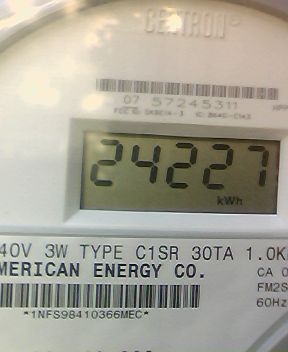 CENTRON®
07 57245311
24227
kWh
40V 3W TYPE C1SR 30TA 1.0K
MERICAN ENERGY CO.
CA 0
FM2S
60Hz
*1NFS98410366MEC*